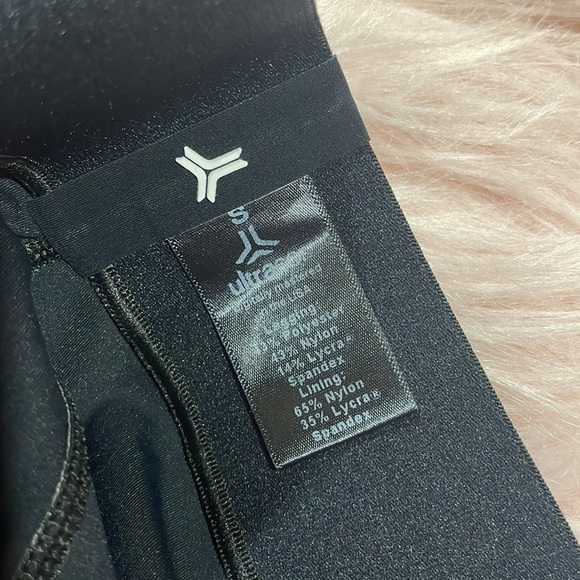 S
Legging
Polyester
43% Nylon
14% Lycra®
Spandex
Lining:
65% Nylon
35% Lycra®
Spandex